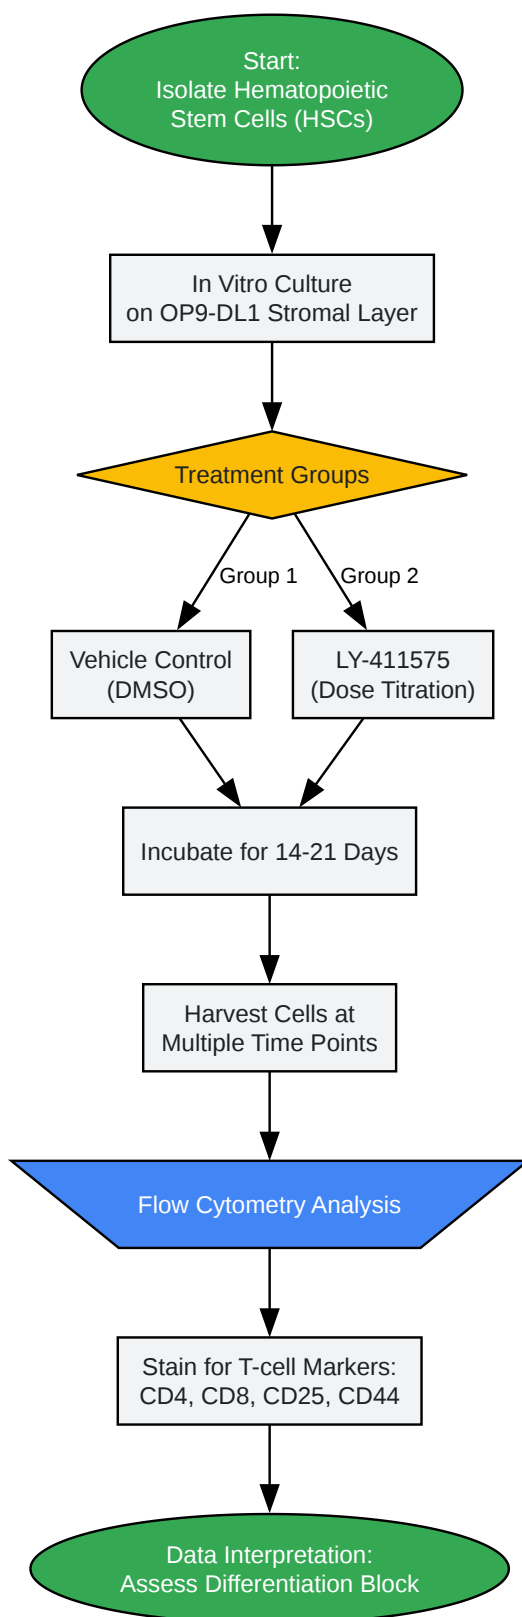 Start:
Isolate Hematopoietic
Stem Cells (HSCs)
In Vitro Culture
on OP9-DL1 Stromal Layer
Treatment Groups
Group 1
Group 2
Vehicle Control
(DMSO)
LY-411575
(Dose Titration)
Incubate for 14-21 Days
Harvest Cells at
Multiple Time Points
Flow Cytometry Analysis
Stain for T-cell Markers:
CD4, CD8, CD25, CD44
Data Interpretation:
Assess Differentiation Block